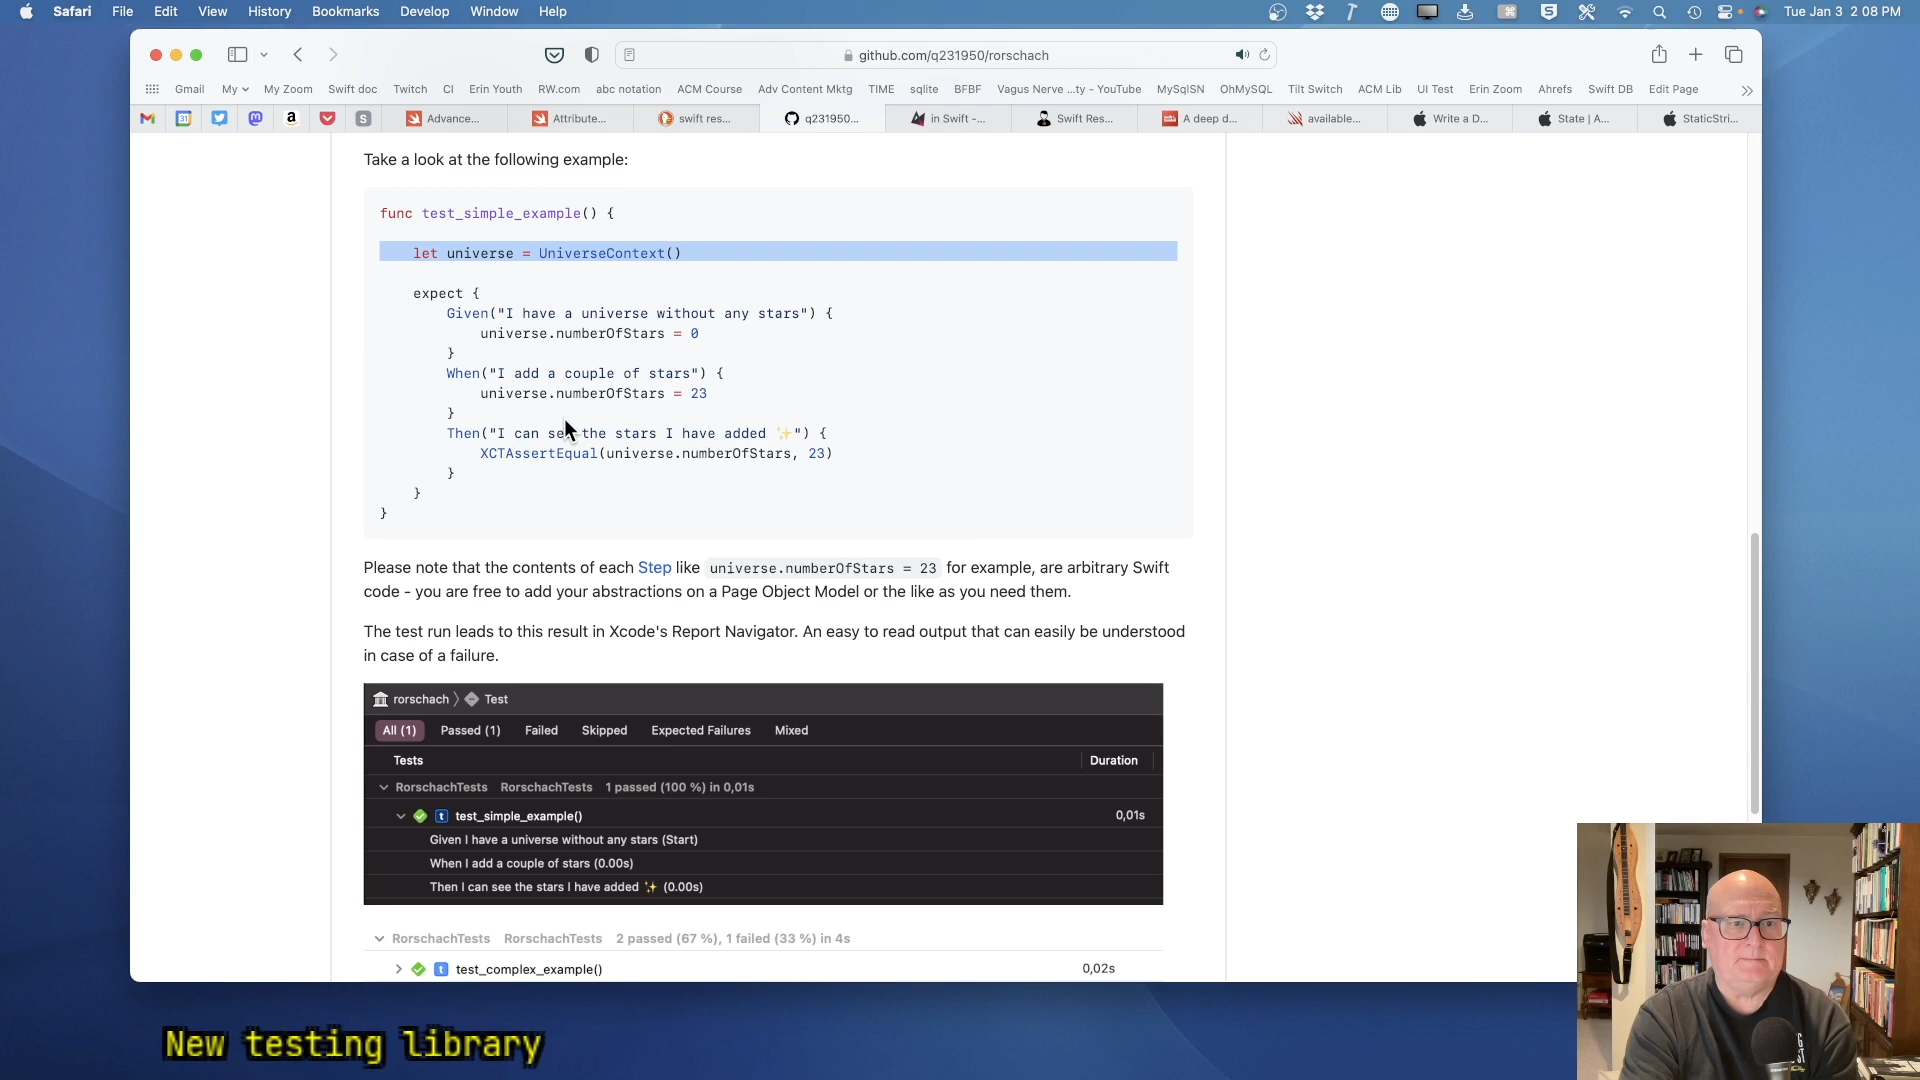 Safari File Edit View History Bookmarks Develop Window Help Tue Jan 3 2:08 PM
github.com/q231950/rorschach
Gmail My My Zoom Swift doc Twitch CI Erin Youth RW.com abc notation ACM Course Adv Content Mktg TIME sqlite BFBF Vagus Nerve ...ty - YouTube MySqlSN OhMySQL Tilt Switch ACM Lib UI Test Erin Zoom Ahrefs Swift DB Edit Page
31 a S Advance... Attribute... swift res... q231950... in Swift -... Swift Res... A deep d... available... Write a D... State | A... StaticStri...
Take a look at the following example:
func test_simple_example() {
let universe = UniverseContext()
expect {
Given("I have a universe without any stars") {
universe.numberOfStars = 0
}
When("I add a couple of stars") {
universe.numberOfStars = 23
}
Then("I can see the stars I have added ✨") {
XCTAssertEqual(universe.numberOfStars, 23)
}
}
}
Please note that the contents of each Step like universe.numberOfStars = 23 for example, are arbitrary Swift
code - you are free to add your abstractions on a Page Object Model or the like as you need them.
The test run leads to this result in Xcode's Report Navigator. An easy to read output that can easily be understood
in case of a failure.
rorschach Test
All (1) Passed (1) Failed Skipped Expected Failures Mixed
Tests Duration
RorschachTests RorschachTests 1 passed (100 %) in 0,01s
t test_simple_example() 0,01s
Given I have a universe without any stars (Start)
When I add a couple of stars (0.00s)
Then I can see the stars I have added ✨ (0.00s)
RorschachTests RorschachTests 2 passed (67 %), 1 failed (33 %) in 4s
t test_complex_example() 0,02s
New testing library